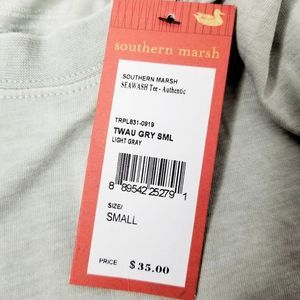 southern marsh
SOUTHERN MARSH
SEAWASH Tee - Authentic
TRPL831-0919
TWAU GRY SML
LIGHT GRAY
8 89542 25279 1
SIZE/
SMALL
PRICE $35.00